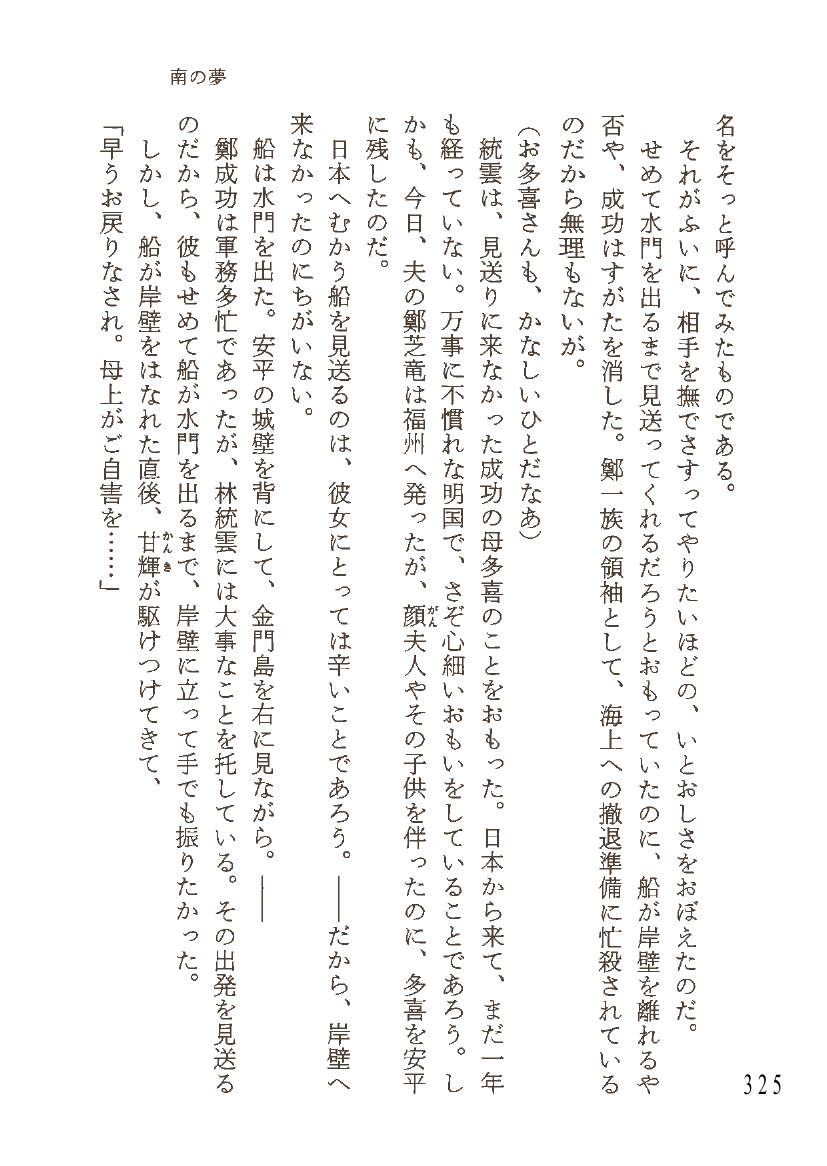 南の夢
名をそっと呼んでみたものである。
それがふいに、相手を撫でさすってやりたいほどの、いとおしさをおぼえたのだ。
せめて水門を出るまで見送ってくれるだろうとおもっていたのに、船が岸壁を離れるや
否や、成功はすがたを消した。鄭一族の領袖として、海上への撤退準備に忙殺されている
のだから無理もないが。
（お多喜さんも、かなしいひとだなあ）
統雲は、見送りに来なかった成功の母多喜のことをおもった。日本から来て、まだ一年
も経っていない。万事に不慣れな明国で、さぞ心細いおもいをしていることであろう。し
かも、今日、夫の鄭芝竜は福州へ発ったが、顔夫人やその子供を伴ったのに、多喜を安平
がん
に残したのだ。
日本へむかう船を見送るのは、彼女にとっては辛いことであろう。――だから、岸壁へ
来なかったのにちがいない。
船は水門を出た。安平の城壁を背にして、金門島を右に見ながら。――
鄭成功は軍務多忙であったが、林統雲には大事なことを托している。その出発を見送る
のだから、彼もせめて船が水門を出るまで、岸壁に立って手でも振りたかった。
しかし、船が岸壁をはなれた直後、甘輝が駆けつけてきて、
かんき
「早うお戻りなされ。母上がご自害を……」
325